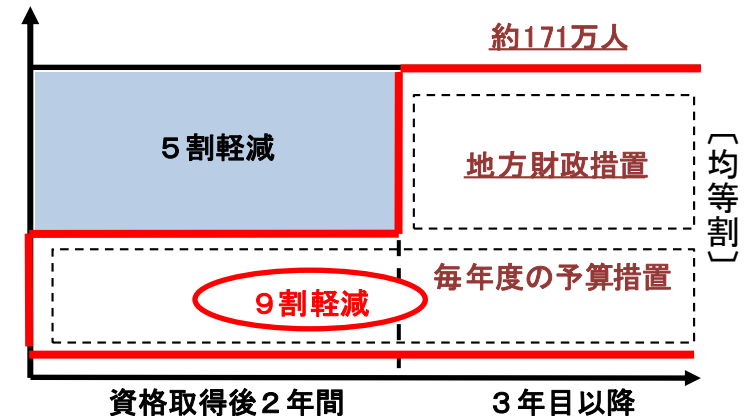 約171万人
５割軽減
地方財政措置
〔均等割〕
毎年度の予算措置
９割軽減
資格取得後２年間
３年目以降